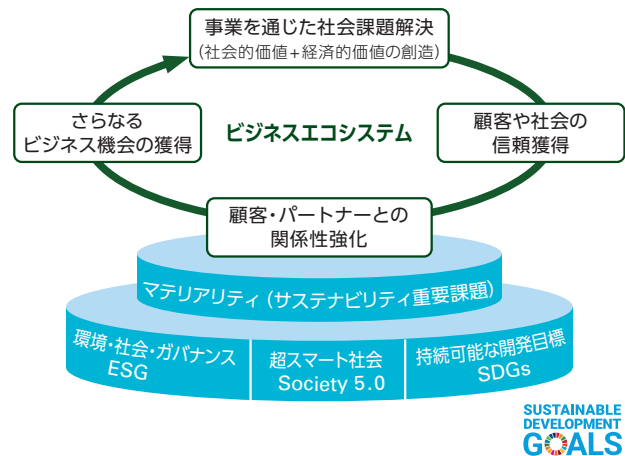 事業を通じた社会課題解決
(社会的価値+経済的価値の創造)
さらなる
ビジネス機会の獲得
ビジネスエコシステム
顧客や社会の
信頼獲得
顧客・パートナーとの
関係性強化
マテリアリティ(サステナビリティ重要課題)
環境・社会・ガバナンス
ESG
超スマート社会
Society 5.0
持続可能な開発目標
SDGs
SUSTAINABLE
DEVELOPMENT
GOALS